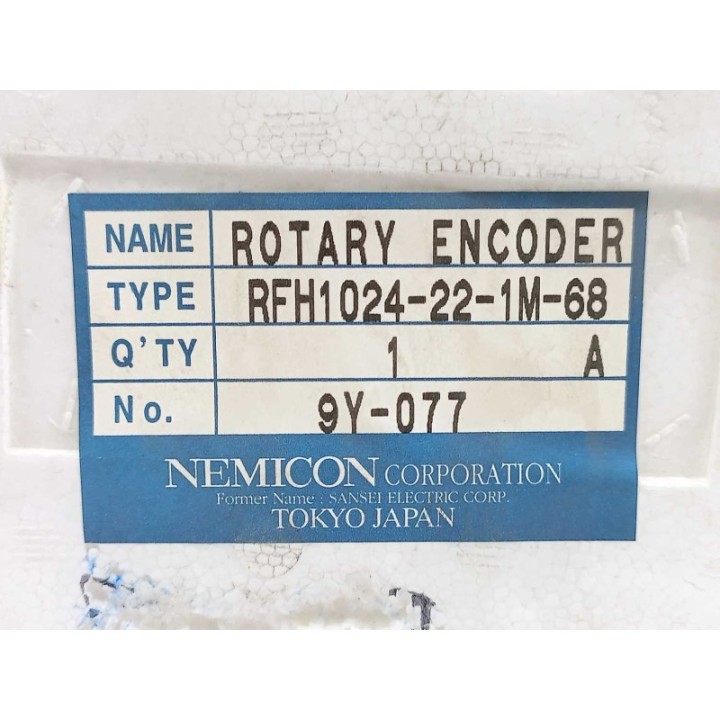 NAME ROTARY ENCODER
TYPE RFH1024-22-1M-68
Q'TY 1 A
No. 9Y-077
NEMICON CORPORATION
Former Name : SANSEI ELECTRIC CORP.
TOKYO JAPAN